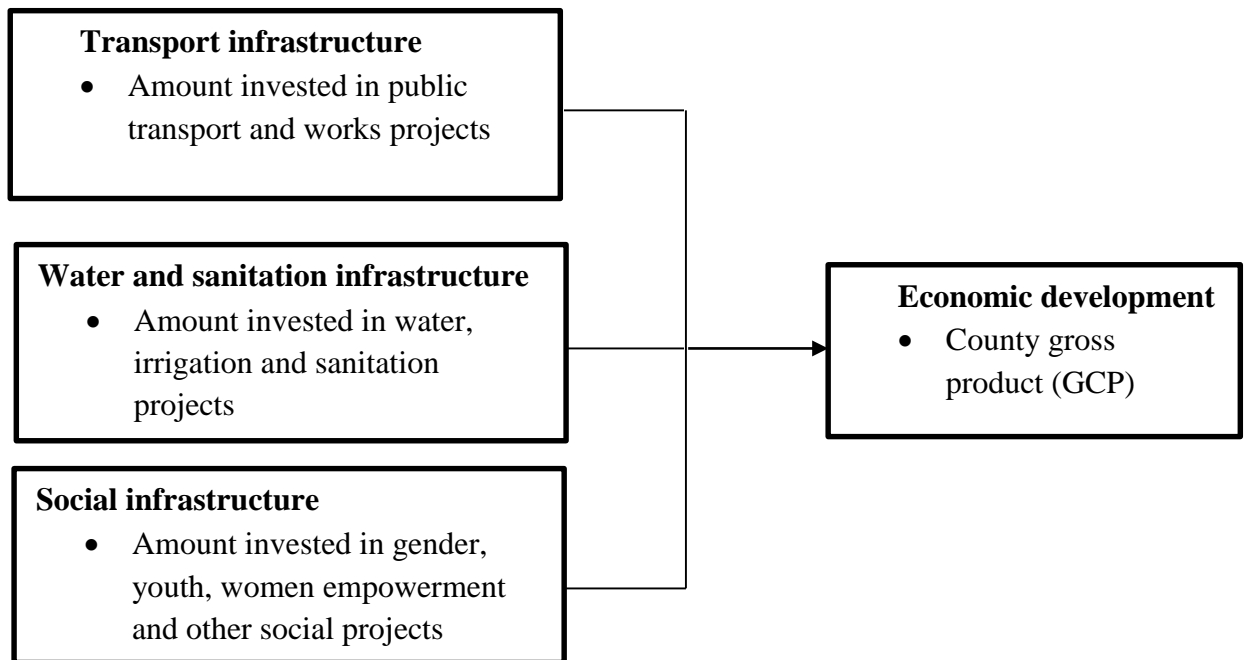 Transport infrastructure
• Amount invested in public
transport and works projects
Water and sanitation infrastructure
• Amount invested in water,
irrigation and sanitation
projects
Social infrastructure
• Amount invested in gender,
youth, women empowerment
and other social projects
Economic development
• County gross
product (GCP)